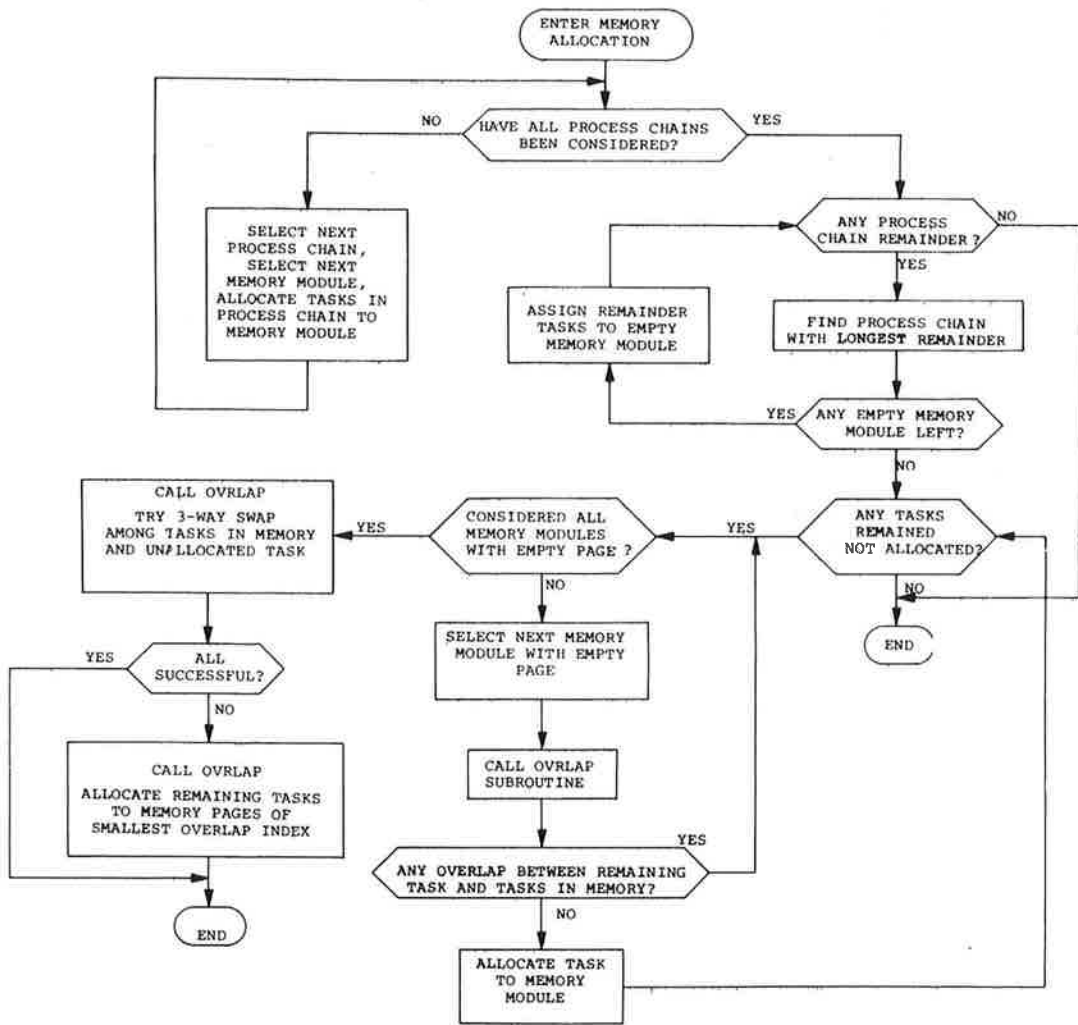 ENTER MEMORY
ALLOCATION
HAVE ALL PROCESS CHAINS
BEEN CONSIDERED?
NO
YES
SELECT NEXT
PROCESS CHAIN,
SELECT NEXT
MEMORY MODULE,
ALLOCATE TASKS IN
PROCESS CHAIN TO
MEMORY MODULE
ANY PROCESS
CHAIN REMAINDER?
NO
YES
ASSIGN REMAINDER
TASKS TO EMPTY
MEMORY MODULE
FIND PROCESS CHAIN
WITH LONGEST REMAINDER
YES
ANY EMPTY MEMORY
MODULE LEFT?
NO
CALL OVRLAP
TRY 3-WAY SWAP
AMONG TASKS IN MEMORY
AND UNALLOCATED TASK
YES
CONSIDERED ALL
MEMORY MODULES
WITH EMPTY PAGE ?
YES
ANY TASKS
REMAINED
NOT ALLOCATED?
NO
NO
END
SELECT NEXT MEMORY
MODULE WITH EMPTY
PAGE
YES
ALL
SUCCESSFUL?
NO
CALL OVRLAP
SUBROUTINE
CALL OVRLAP
ALLOCATE REMAINING TASKS
TO MEMORY PAGES OF
SMALLEST OVERLAP INDEX
YES
ANY OVERLAP BETWEEN REMAINING
TASK AND TASKS IN MEMORY?
NO
END
ALLOCATE TASK
TO MEMORY
MODULE